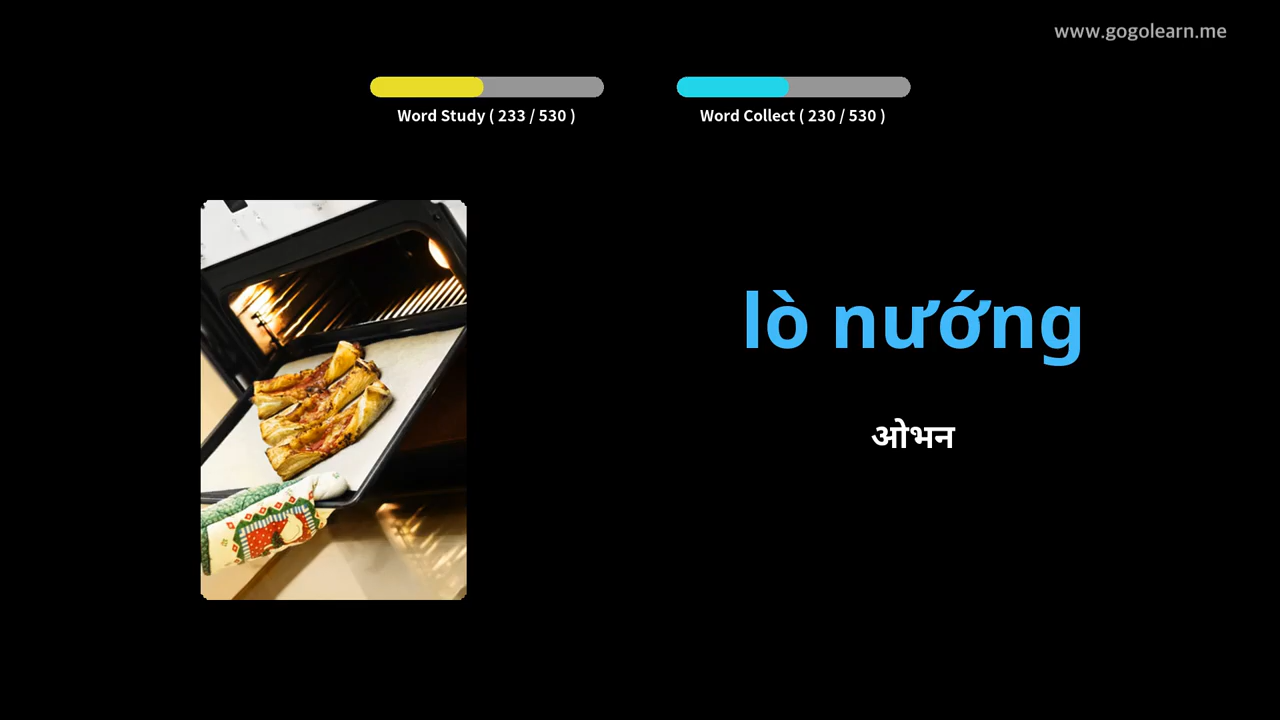 www.gogolearn.me
Word Study ( 233 / 530 )
Word Collect ( 230 / 530 )
lò nướng
ओभन